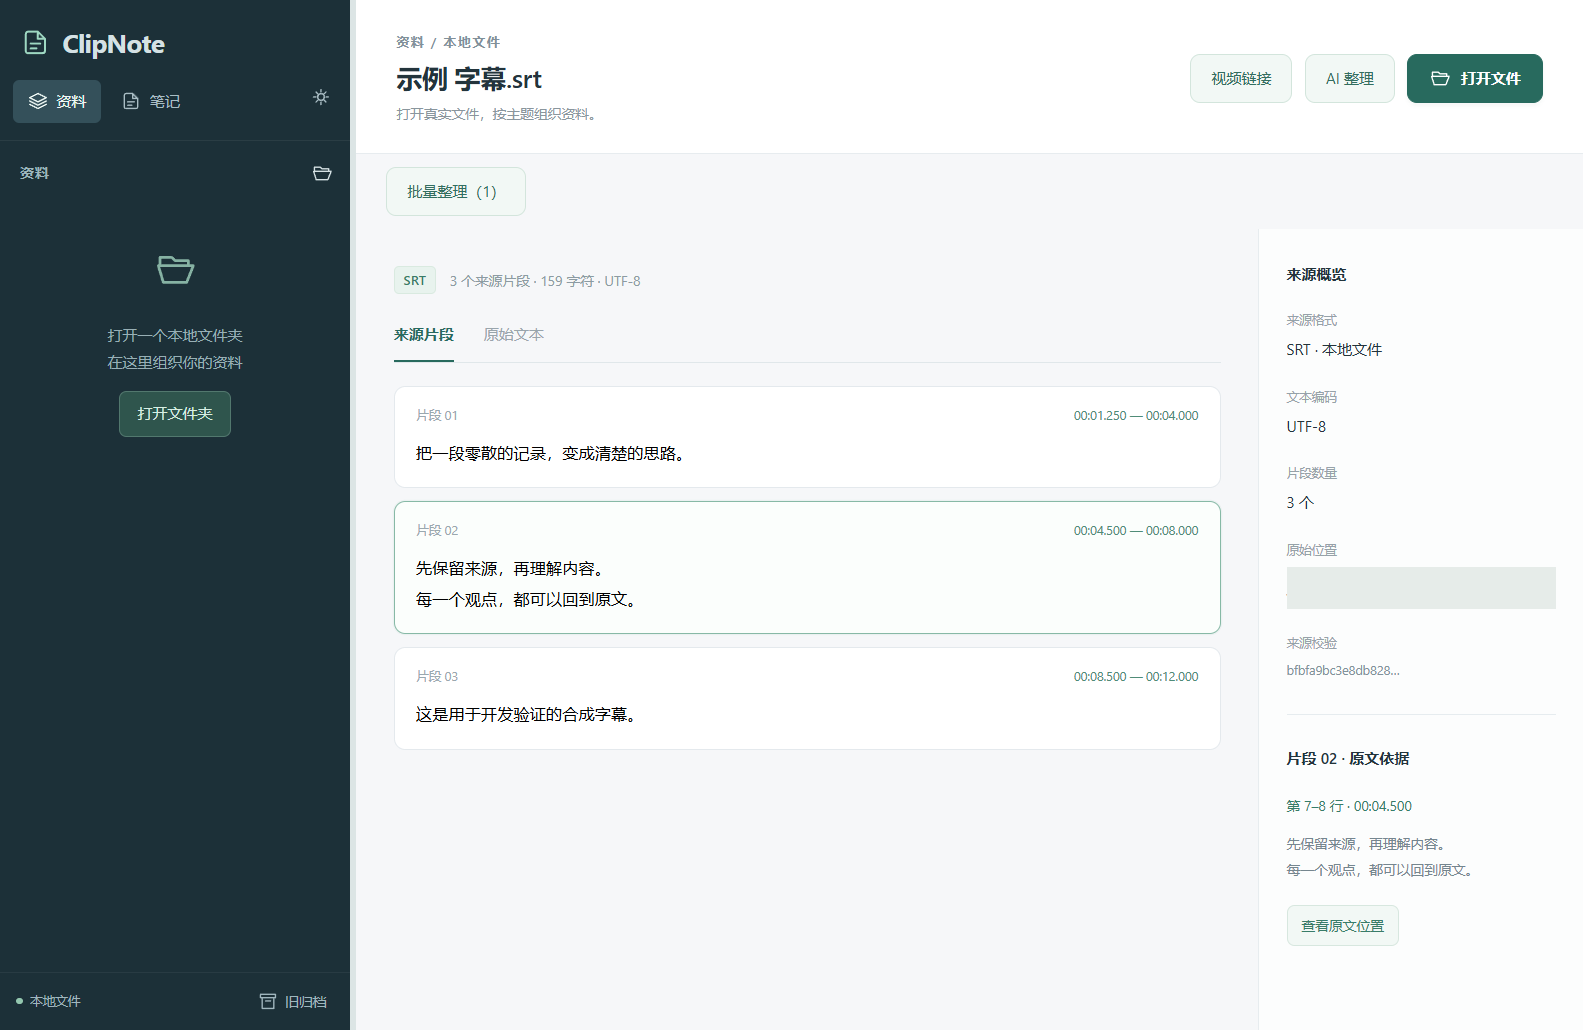 ClipNote
资料
笔记
资料
打开一个本地文件夹
在这里组织你的资料
打开文件夹
本地文件
旧归档
资料 / 本地文件
示例 字幕.srt
打开真实文件，按主题组织资料。
视频链接
AI 整理
打开文件
批量整理（1）
SRT
3 个来源片段 · 159 字符 · UTF-8
来源片段
原始文本
片段 01
00:01.250 — 00:04.000
把一段零散的记录，变成清楚的思路。
片段 02
00:04.500 — 00:08.000
先保留来源，再理解内容。
每一个观点，都可以回到原文。
片段 03
00:08.500 — 00:12.000
这是用于开发验证的合成字幕。
来源概览
来源格式
SRT · 本地文件
文本编码
UTF-8
片段数量
3 个
原始位置
来源校验
bfbfa9bc3e8db828...
片段 02 · 原文依据
第 7–8 行 · 00:04.500
先保留来源，再理解内容。
每一个观点，都可以回到原文。
查看原文位置